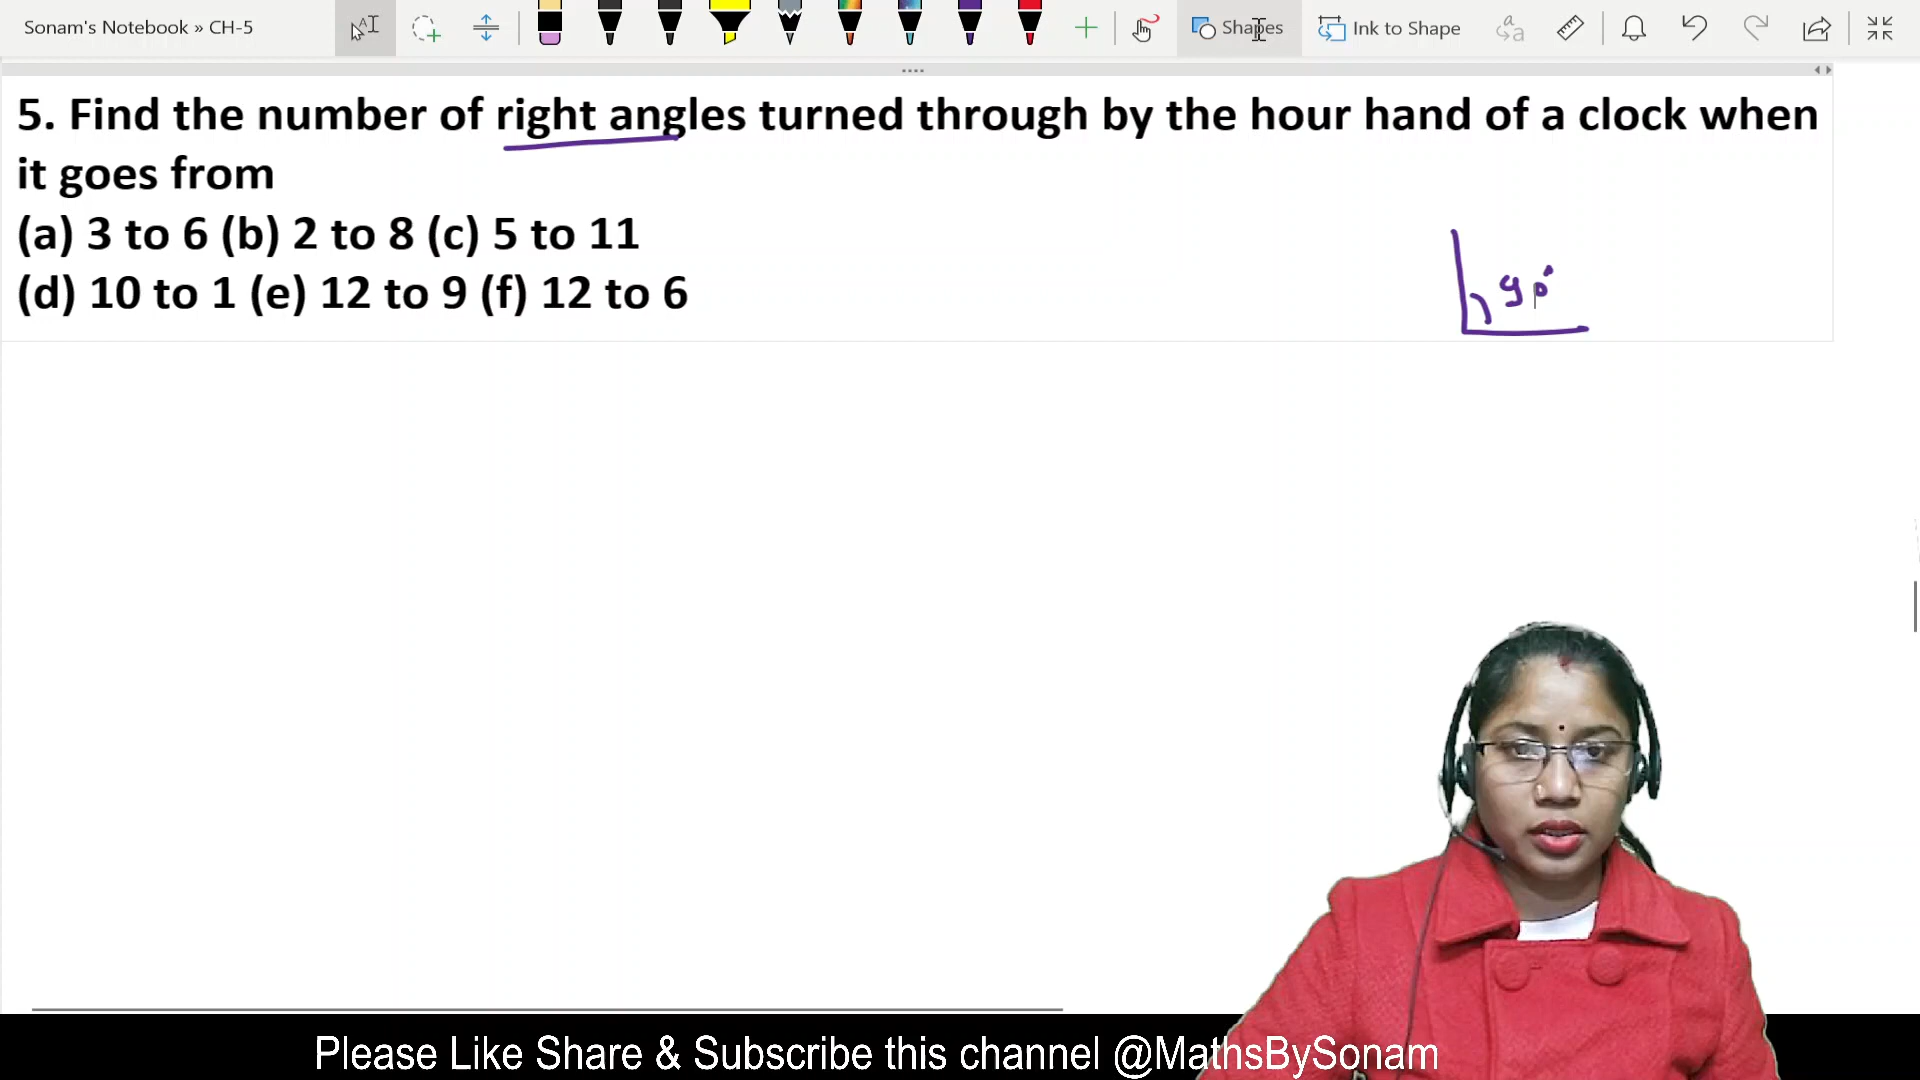 Sonam's Notebook » CH-5
Shapes
Ink to Shape
5. Find the number of right angles turned through by the hour hand of a clock when
it goes from
(a) 3 to 6 (b) 2 to 8 (c) 5 to 11
(d) 10 to 1 (e) 12 to 9 (f) 12 to 6
90°
Please Like Share & Subscribe this channel @MathsBySonam